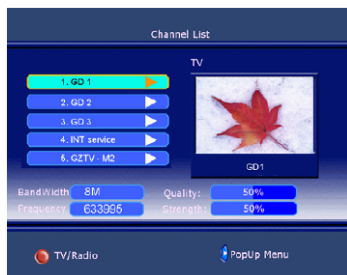 Channel List
TV
1. GD 1
2. GD 2
3. GD 3
4. INT service
5. GZTV - M2
GD1
BandWidth 8M Quality: 50%
Frequency 633995 Strength: 50%
TV/Radio PopUp Menu